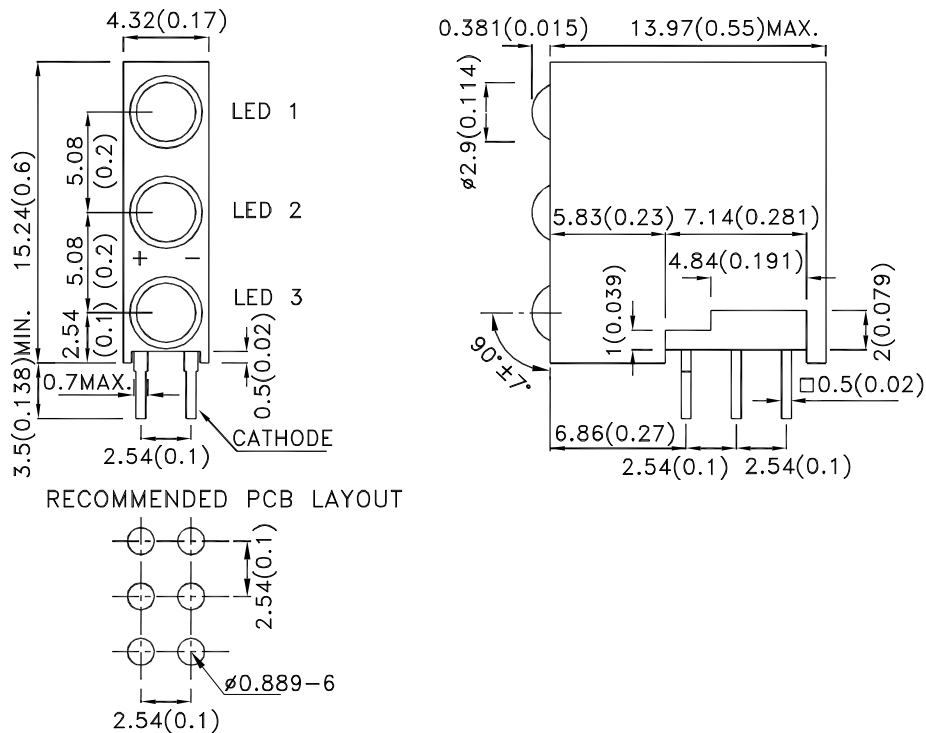 4.32(0.17)
0.381(0.015)
13.97(0.55)MAX.
LED 1
ø2.9(0.114)
5.08
(0.2)
15.24(0.6)
LED 2
5.83(0.23)
7.14(0.281)
5.08
(0.2)
+ −
4.84(0.191)
LED 3
1(0.039)
2(0.079)
2.54
(0.1)
90°±7°
0.5(0.02)
3.5(0.138)MIN.
0.7MAX.
□0.5(0.02)
CATHODE
6.86(0.27)
2.54(0.1)
2.54(0.1)
2.54(0.1)
RECOMMENDED PCB LAYOUT
2.54(0.1)
ø0.889−6
2.54(0.1)